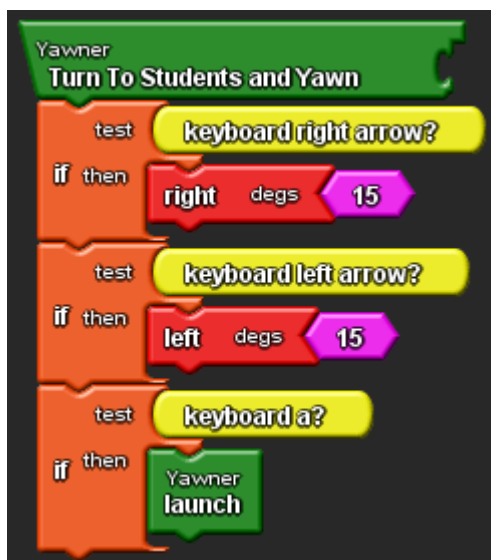 Yawner
Turn To Students and Yawn
test keyboard right arrow?
if then right degs 15
test keyboard left arrow?
if then left degs 15
test keyboard a?
if then Yawner
launch